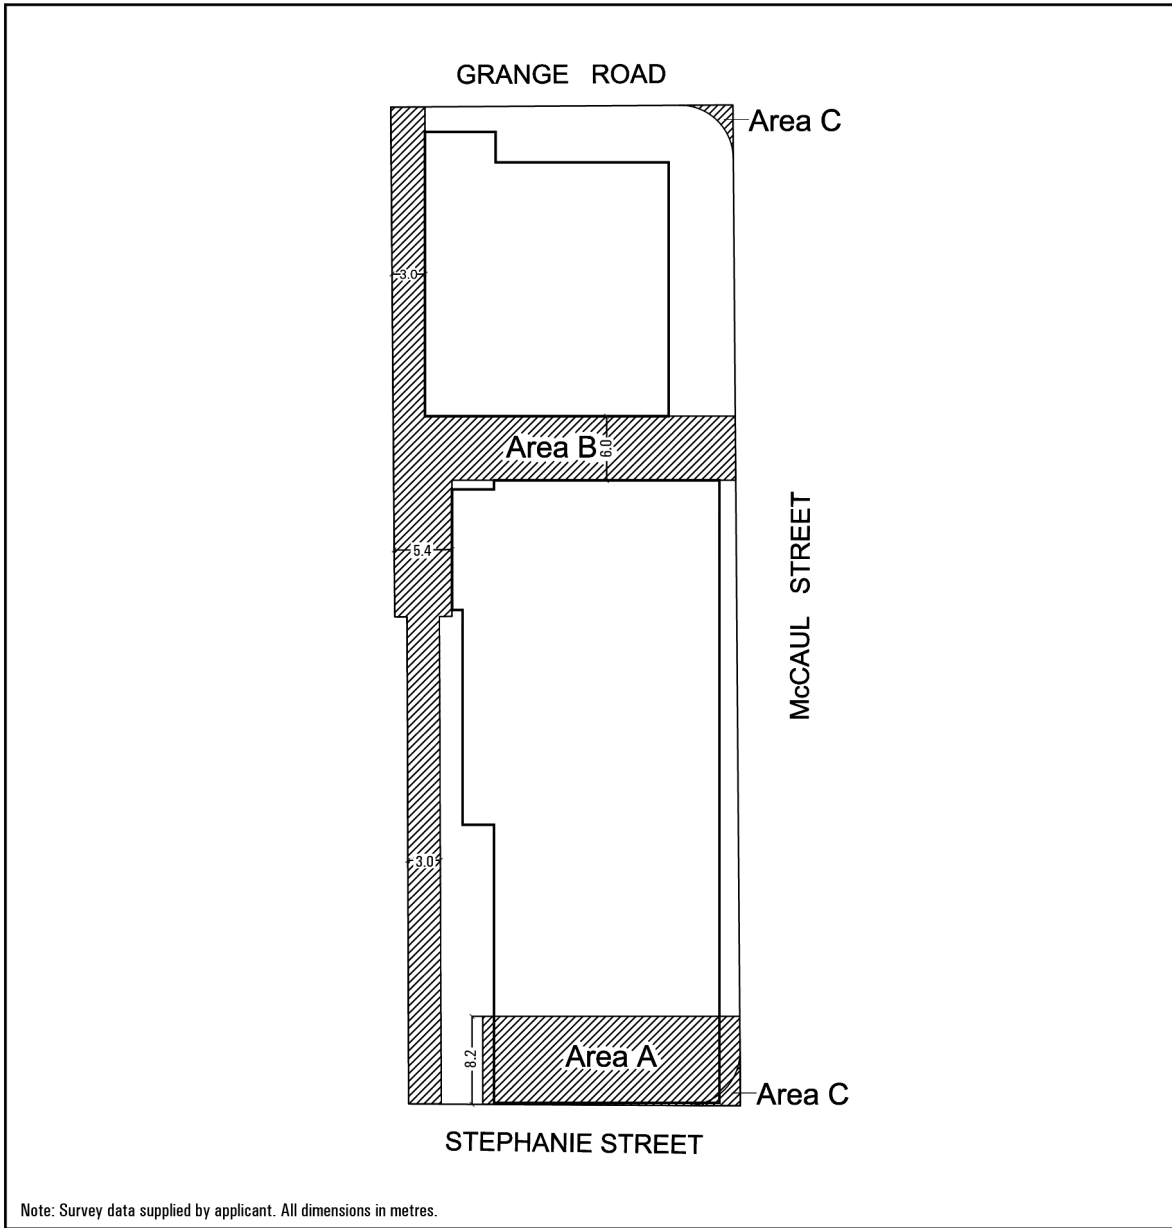 GRANGE ROAD
Area C
3.0
Area B
6.0
5.4
McCAUL STREET
3.0
8.2
Area A
Area C
STEPHANIE STREET
Note: Survey data supplied by applicant. All dimensions in metres.